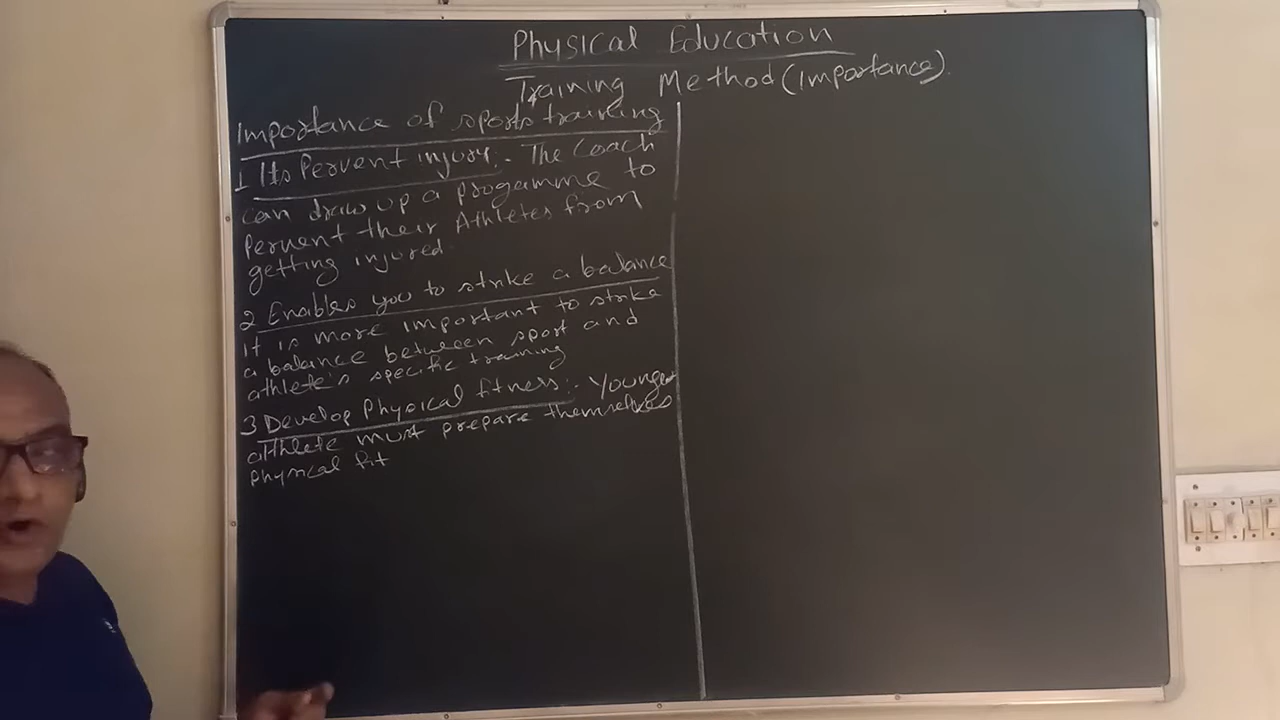 Physical Education
Training Method (Importance).
Importance of sports training
1 Its Pervent injury:- The Coach
can draw up a progamme to
Pervent their Athletes from
getting injured.
2 Enables you to strike a balance
it is more important to strike
a balance between sport and
athlete's specific training
3 Develop Physical fitness:- Younger
athlete must prepare themselves
Physical fit